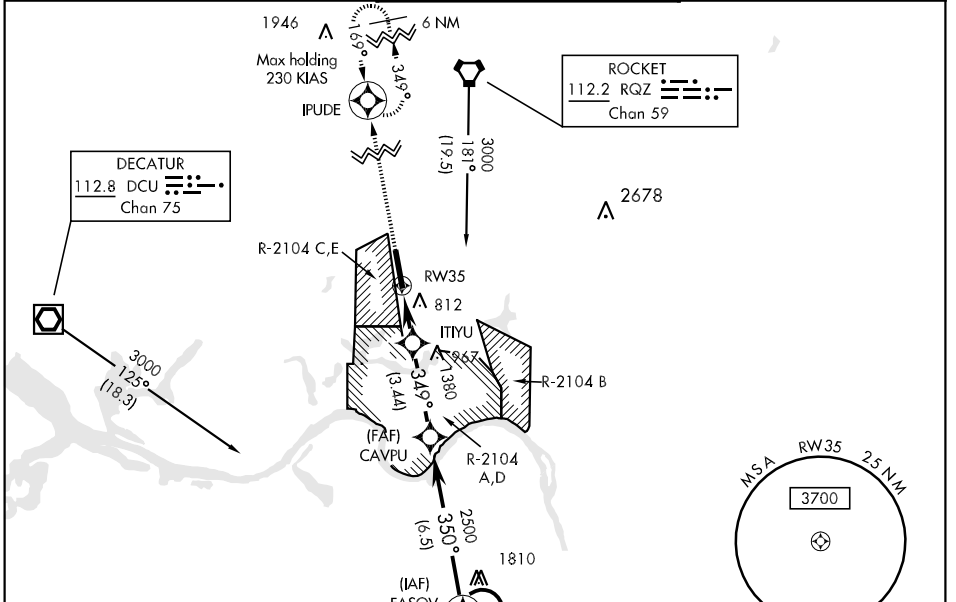 1946
6 NM
169°
349°
Max holding
230 KIAS
IPUDE
ROCKET
112.2 RQZ
Chan 59
3000
181°
(19.5)
DECATUR
112.8 DCU
Chan 75
2678
R-2104 C,E
RW35
812
ITIYU
967
1380
349°
(3.44)
R-2104 B
3000
125°
(18.3)
(FAF)
CAVPU
R-2104
A,D
2500
350°
(6.5)
1810
(IAF)
MSA RW35 25 NM
3700